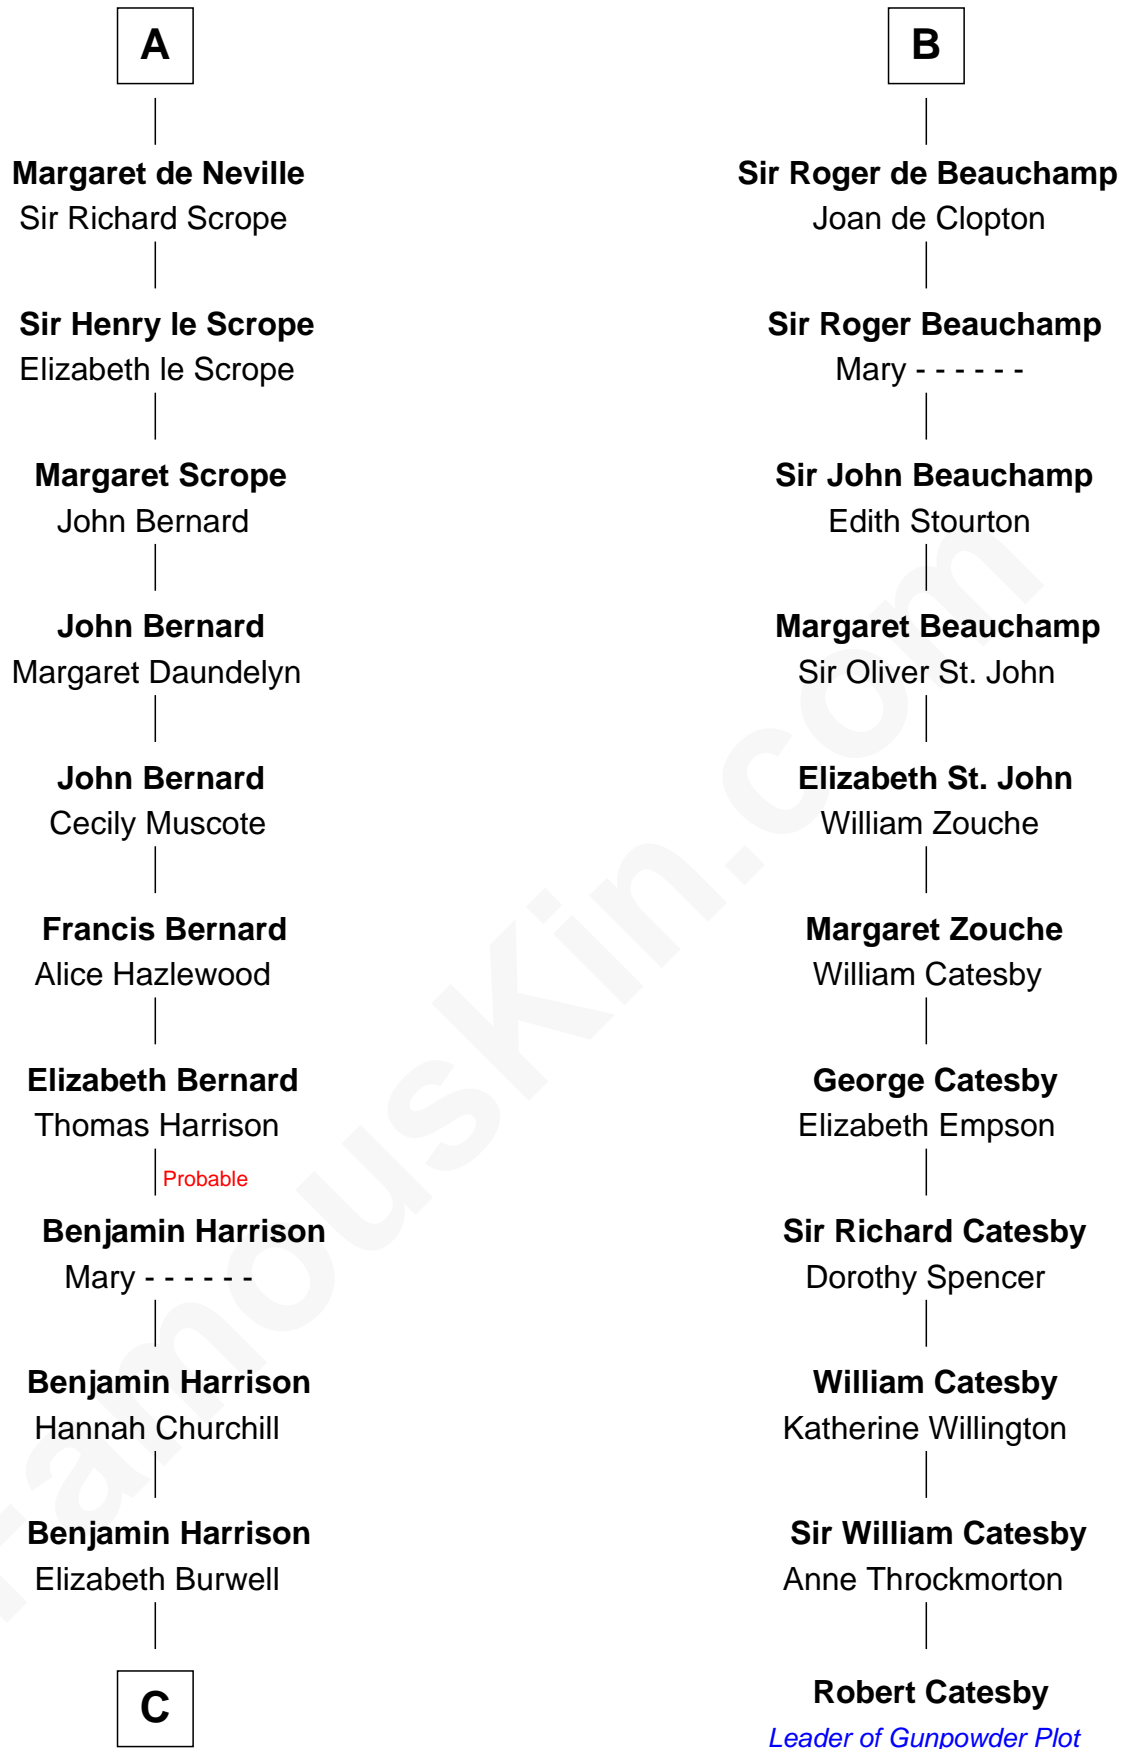 A
Margaret de Neville
Sir Richard Scrope
Sir Henry le Scrope
Elizabeth le Scrope
Margaret Scrope
John Bernard
John Bernard
Margaret Daundelyn
John Bernard
Cecily Muscote
Francis Bernard
Alice Hazlewood
Elizabeth Bernard
Thomas Harrison
Probable
Benjamin Harrison
Mary - - - - - -
Benjamin Harrison
Hannah Churchill
Benjamin Harrison
Elizabeth Burwell
C
B
Sir Roger de Beauchamp
Joan de Clopton
Sir Roger Beauchamp
Mary - - - - - -
Sir John Beauchamp
Edith Stourton
Margaret Beauchamp
Sir Oliver St. John
Elizabeth St. John
William Zouche
Margaret Zouche
William Catesby
George Catesby
Elizabeth Empson
Sir Richard Catesby
Dorothy Spencer
William Catesby
Katherine Willington
Sir William Catesby
Anne Throckmorton
Robert Catesby
Leader of Gunpowder Plot
FamousKin.com